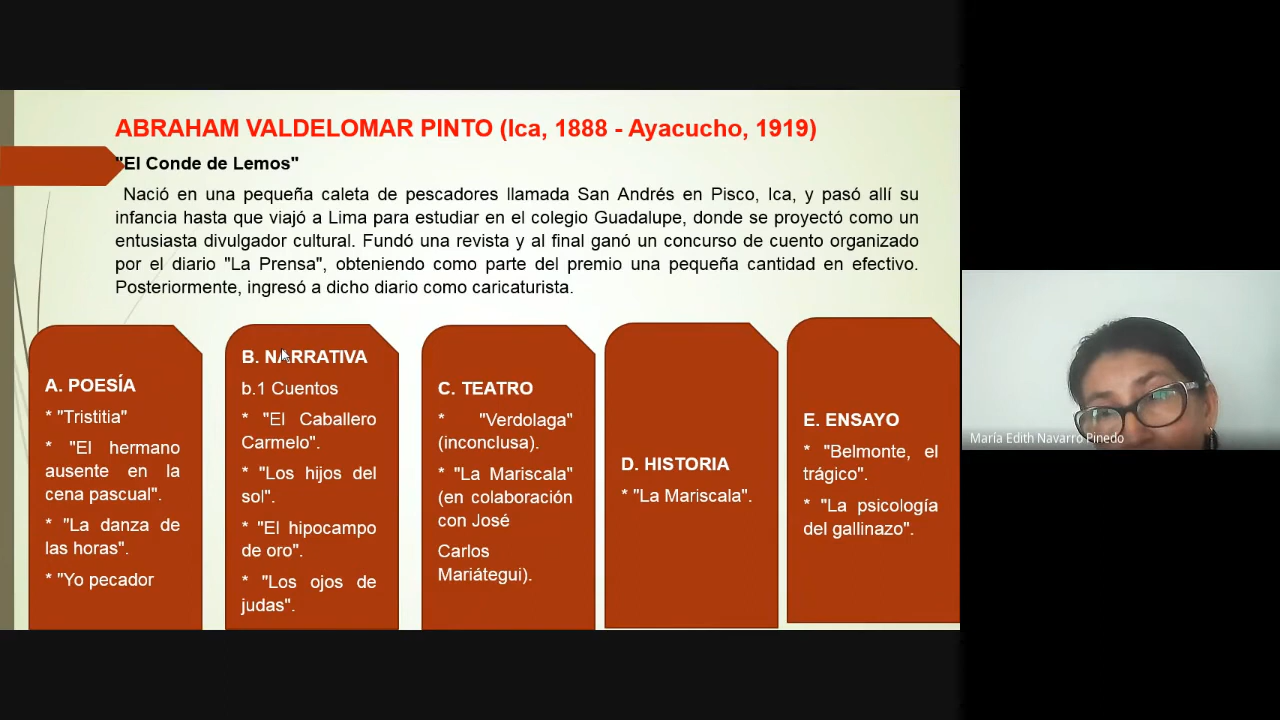 ABRAHAM VALDELOMAR PINTO (Ica, 1888 - Ayacucho, 1919)
"El Conde de Lemos"
Nació en una pequeña caleta de pescadores llamada San Andrés en Pisco, Ica, y pasó allí su
infancia hasta que viajó a Lima para estudiar en el colegio Guadalupe, donde se proyectó como un
entusiasta divulgador cultural. Fundó una revista y al final ganó un concurso de cuento organizado
por el diario "La Prensa", obteniendo como parte del premio una pequeña cantidad en efectivo.
Posteriormente, ingresó a dicho diario como caricaturista.
A. POESÍA
* "Tristitia"
* "El hermano
ausente en la
cena pascual".
* "La danza de
las horas".
* "Yo pecador
B. NARRATIVA
b.1 Cuentos
* "El Caballero
Carmelo".
* "Los hijos del
sol".
* "El hipocampo
de oro".
* "Los ojos de
judas".
C. TEATRO
* "Verdolaga"
(inconclusa).
* "La Mariscala"
(en colaboración
con José
Carlos
Mariátegui).
D. HISTORIA
* "La Mariscala".
E. ENSAYO
* "Belmonte, el
trágico".
* "La psicología
del gallinazo".
María Edith Navarro Pinedo